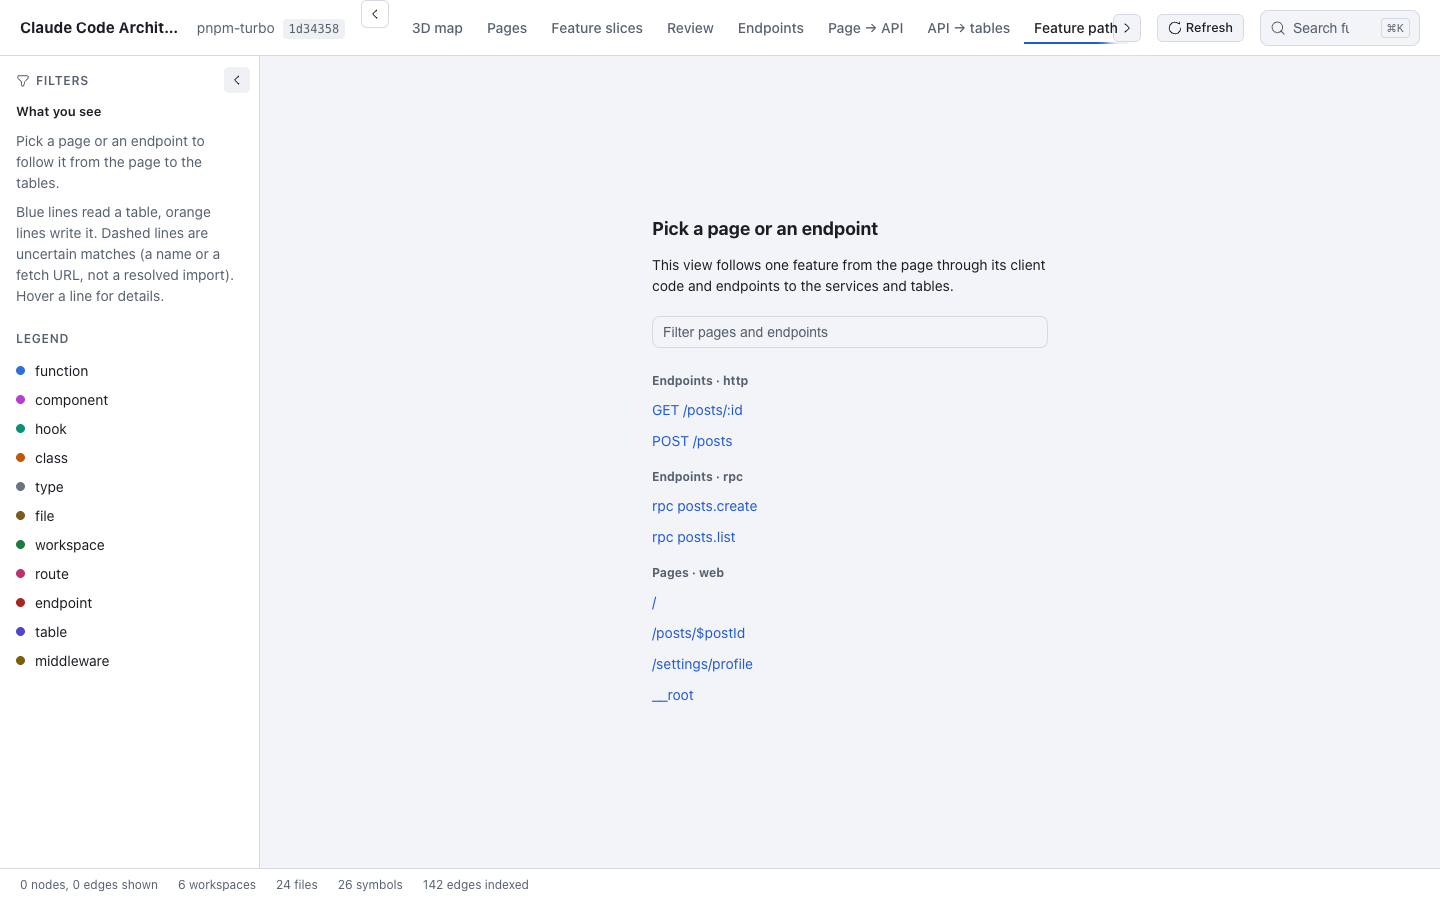 Claude Code Archit...
pnpm-turbo
1d34358
3D map
Pages
Feature slices
Review
Endpoints
Page → API
API → tables
Feature path
Refresh
Search fu
⌘K
FILTERS
What you see
Pick a page or an endpoint to
follow it from the page to the
tables.
Blue lines read a table, orange
lines write it. Dashed lines are
uncertain matches (a name or a
fetch URL, not a resolved import).
Hover a line for details.
LEGEND
function
component
hook
class
type
file
workspace
route
endpoint
table
middleware
Pick a page or an endpoint
This view follows one feature from the page through its client
code and endpoints to the services and tables.
Filter pages and endpoints
Endpoints · http
GET /posts/:id
POST /posts
Endpoints · rpc
rpc posts.create
rpc posts.list
Pages · web
/
/posts/$postId
/settings/profile
__root
0 nodes, 0 edges shown
6 workspaces
24 files
26 symbols
142 edges indexed